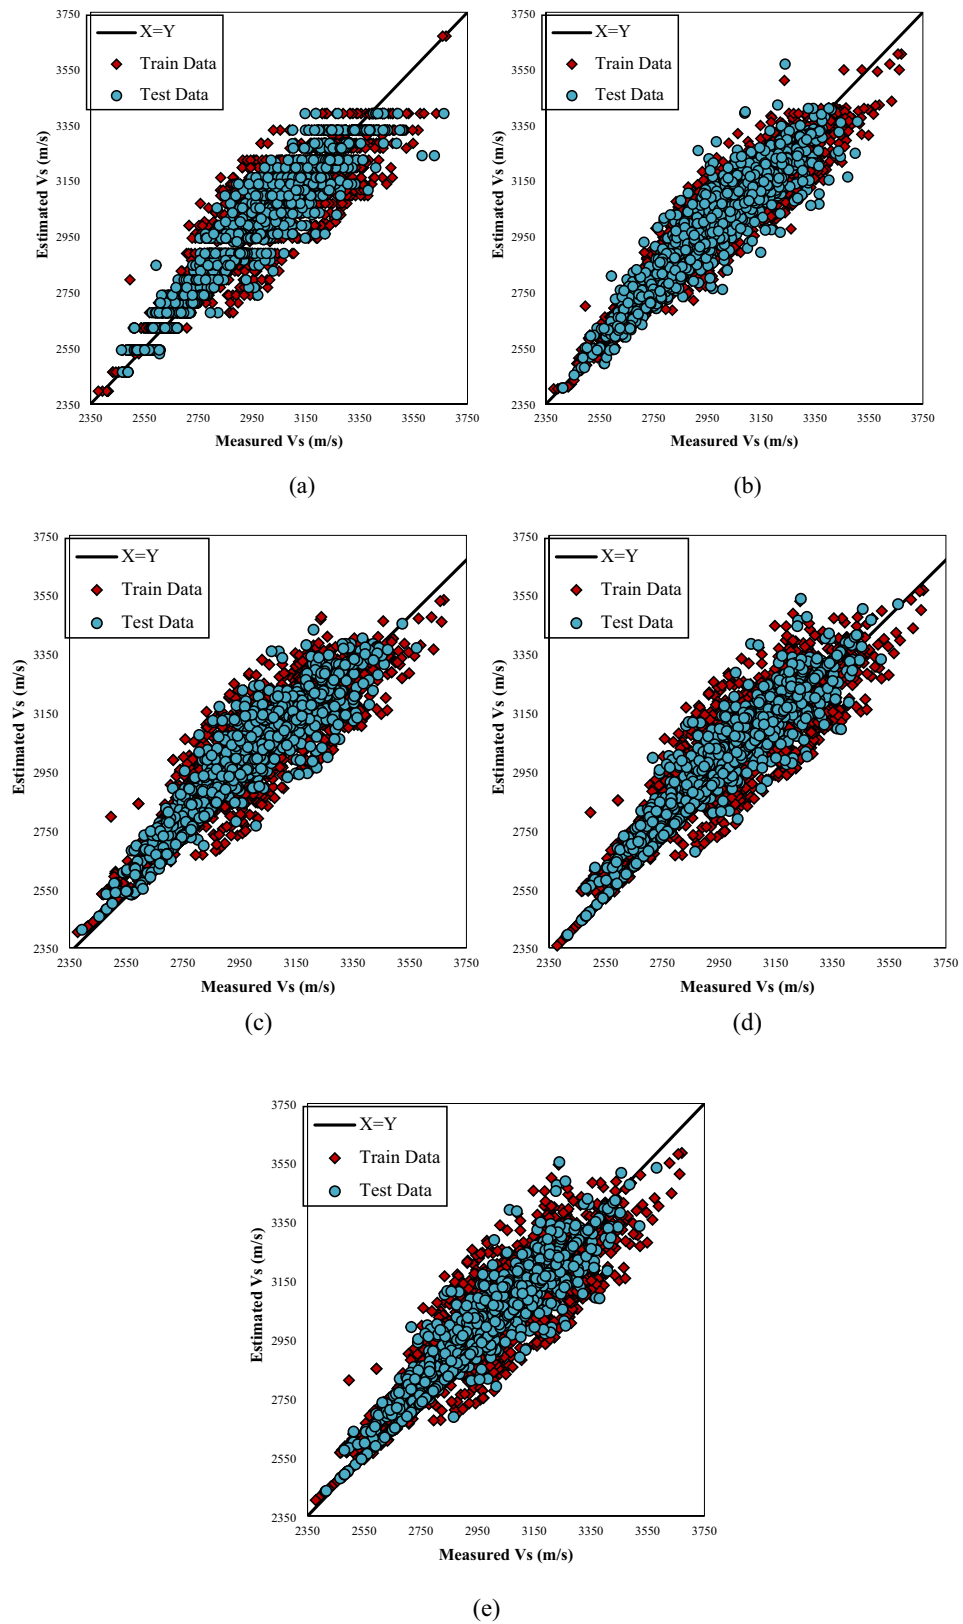 X=Y
Train Data
Test Data
3750
3550
3350
3150
2950
2750
2550
2350
Estimated Vs (m/s)
2350 2550 2750 2950 3150 3350 3550 3750
Measured Vs (m/s)
(a)
X=Y
Train Data
Test Data
3750
3550
3350
3150
2950
2750
2550
2350
Estimated Vs (m/s)
2350 2550 2750 2950 3150 3350 3550 3750
Measured Vs (m/s)
(b)
X=Y
Train Data
Test Data
3750
3550
3350
3150
2950
2750
2550
2350
Estimated Vs (m/s)
2350 2550 2750 2950 3150 3350 3550 3750
Measured Vs (m/s)
(c)
X=Y
Train Data
Test Data
3750
3550
3350
3150
2950
2750
2550
2350
Estimated Vs (m/s)
2350 2550 2750 2950 3150 3350 3550 3750
Measured Vs (m/s)
(d)
X=Y
Train Data
Test Data
3750
3550
3350
3150
2950
2750
2550
2350
Estimated Vs (m/s)
2350 2550 2750 2950 3150 3350 3550 3750
Measured Vs (m/s)
(e)